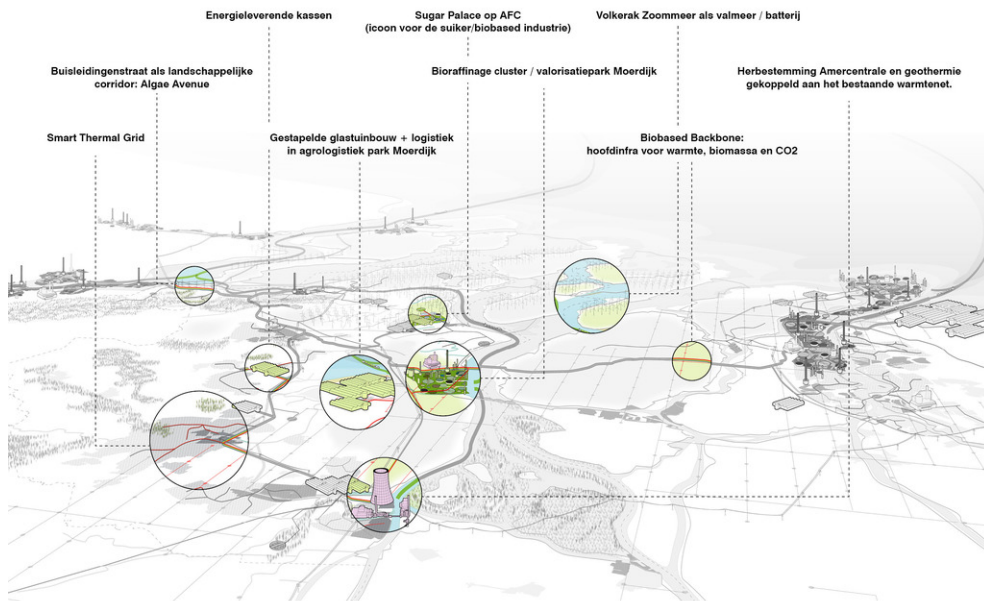 Energieleverende kassen
Sugar Palace op AFC
(icoon voor de suiker/biobased industrie)
Volkerak Zoommeer als valmeer / batterij
Buisleidingenstraat als landschappelijke
corridor: Algae Avenue
Bioraffinage cluster / valorisatiepark Moerdijk
Herbestemming Amercentrale en geothermie
gekoppeld aan het bestaande warmtenet.
Smart Thermal Grid
Gestapelde glastuinbouw + logistiek
in agrologistiek park Moerdijk
Biobased Backbone:
hoofdinfra voor warmte, biomassa en CO2